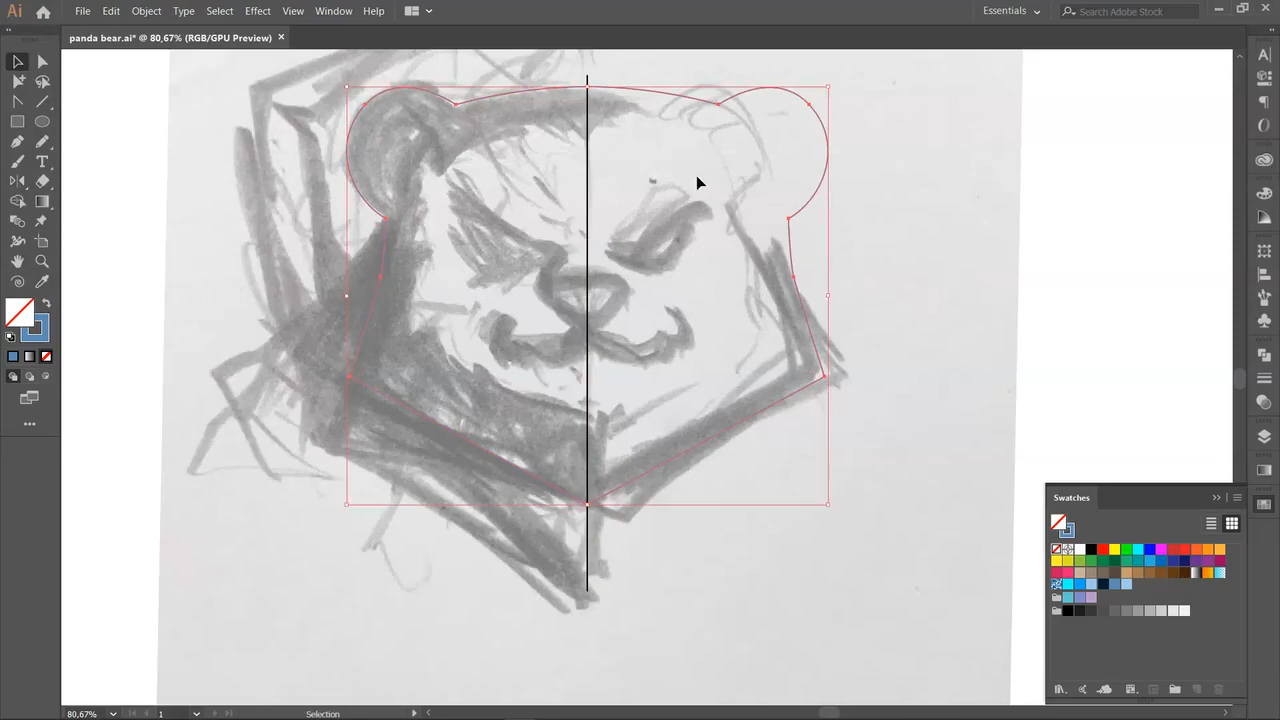 Ai File Edit Object Type Select Effect View Window Help Essentials Search Adobe Stock
panda bear.ai* @ 80,67% (RGB/GPU Preview) ×
Swatches
80,67% 1 Selection